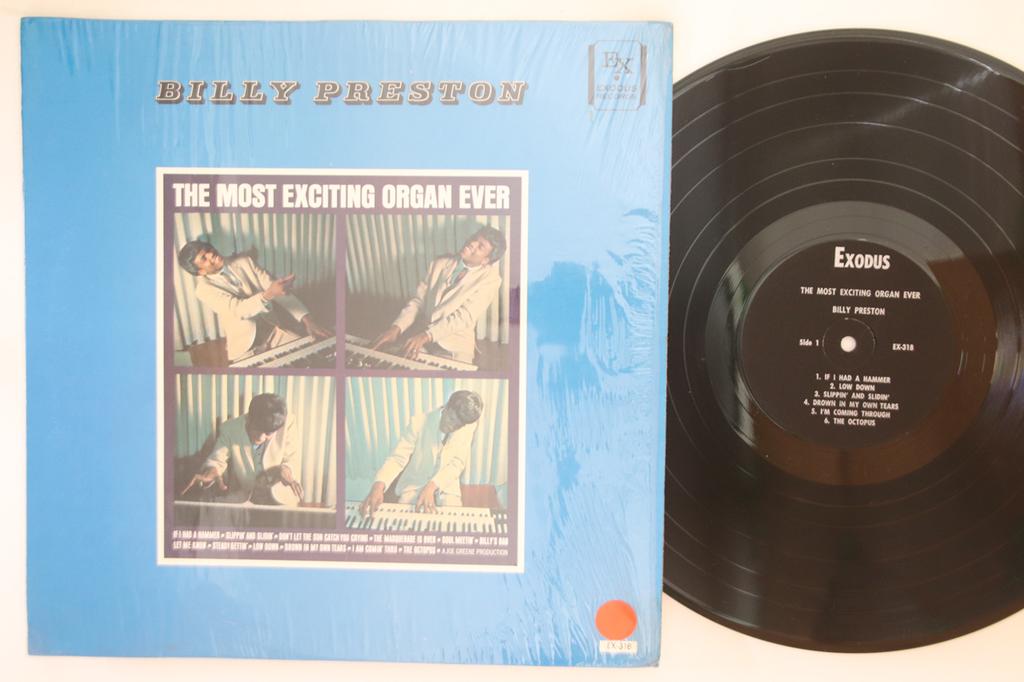 BILLY PRESTON
EX
EXODUS
RECORDS
THE MOST EXCITING ORGAN EVER
IF I HAD A HAMMER • SLIPPIN' AND SLIDIN' • DON'T LET THE SUN CATCH YOU CRYING • THE MASQUERADE IS OVER • SOUL MEETIN' • BILLY'S BAG
LET ME KNOW • STEADY GETTIN' • LOW DOWN • DROWN IN MY OWN TEARS • I AM COMIN' THRU • THE OCTOPUS • A JOE GREENE PRODUCTION
EX-318
EXODUS
THE MOST EXCITING ORGAN EVER
BILLY PRESTON
Side 1
EX-318
1. IF I HAD A HAMMER
2. LOW DOWN
3. SLIPPIN' AND SLIDIN'
4. DROWN IN MY OWN TEARS
5. I'M COMING THROUGH
6. THE OCTOPUS